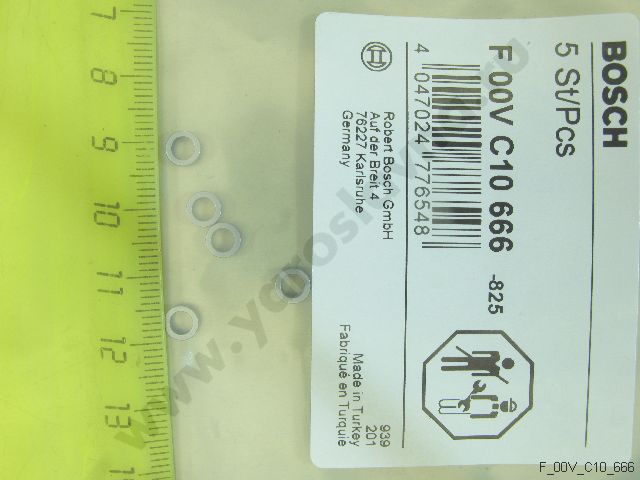 BOSCH
5 St/Pcs
F 00V C10 666
-825
4 047024 776548
Robert Bosch GmbH
Auf der Breit 4
76227 Karlsruhe
Germany
939
201
Made in Turkey
Fabriqué en Turquie
7
8
9
10
11
12
13
F_00V_C10_666